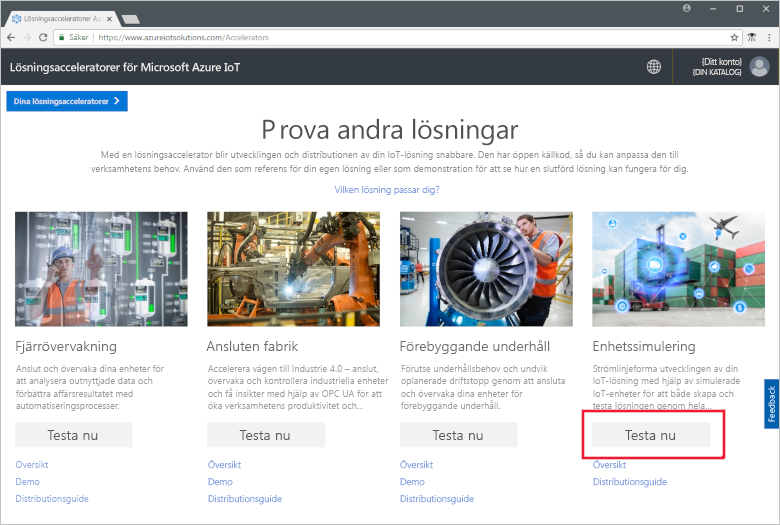 Lösningsacceleratorer Az
Säker
https://www.azureiotsolutions.com/Accelerators
Lösningsacceleratorer för Microsoft Azure IoT
{Ditt konto}
{DIN KATALOG}
Dina lösningsacceleratorer
Prova andra lösningar
Med en lösningsaccelerator blir utvecklingen och distributionen av din IoT-lösning snabbare. Den har öppen källkod, så du kan anpassa den till
verksamhetens behov. Använd den som referens för din egen lösning eller som demonstration för att se hur en slutförd lösning kan fungera för dig.
Vilken lösning passar dig?
Fjärrövervakning
Anslut och övervaka dina enheter för
att analysera outnyttjade data och
förbättra affärsresultatet med
automatiseringsprocesser.
Testa nu
Översikt
Demo
Distributionsguide
Ansluten fabrik
Accelerera vägen till Industrie 4.0 – anslut,
övervaka och kontrollera industriella enheter
och få insikter med hjälp av OPC UA för att
öka verksamhetens produktivitet och...
Testa nu
Översikt
Demo
Distributionsguide
Förebyggande underhåll
Förutse underhållsbehov och undvik
oplanerade driftstopp genom att ansluta
och övervaka dina enheter för
förebyggande underhåll.
Testa nu
Översikt
Demo
Distributionsguide
Enhetssimulering
Strömlinjeforma utvecklingen av din
IoT-lösning med hjälp av simulerade
IoT-enheter för att både skapa och
testa lösningen genom hela...
Testa nu
Översikt
Distributionsguide
Feedback